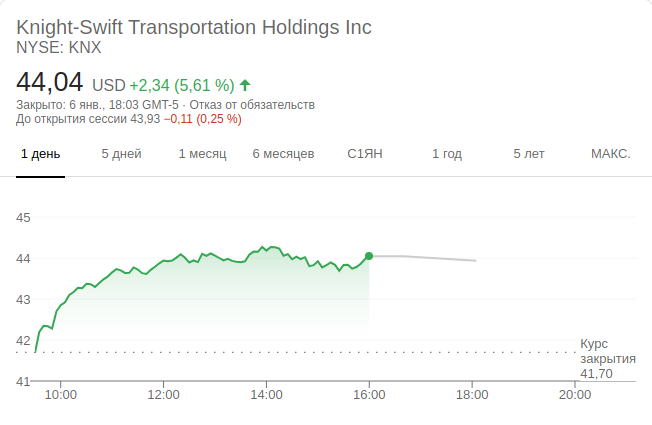 Knight-Swift Transportation Holdings Inc
NYSE: KNX
44,04 USD +2,34 (5,61 %)
Закрыто: 6 янв., 18:03 GMT-5 · Отказ от обязательств
До открытия сессии 43,93 −0,11 (0,25 %)
1 день 5 дней 1 месяц 6 месяцев С1ЯН 1 год 5 лет МАКС.
45
44
43
42
Курс
закрытия
41,70
41
10:00 12:00 14:00 16:00 18:00 20:00